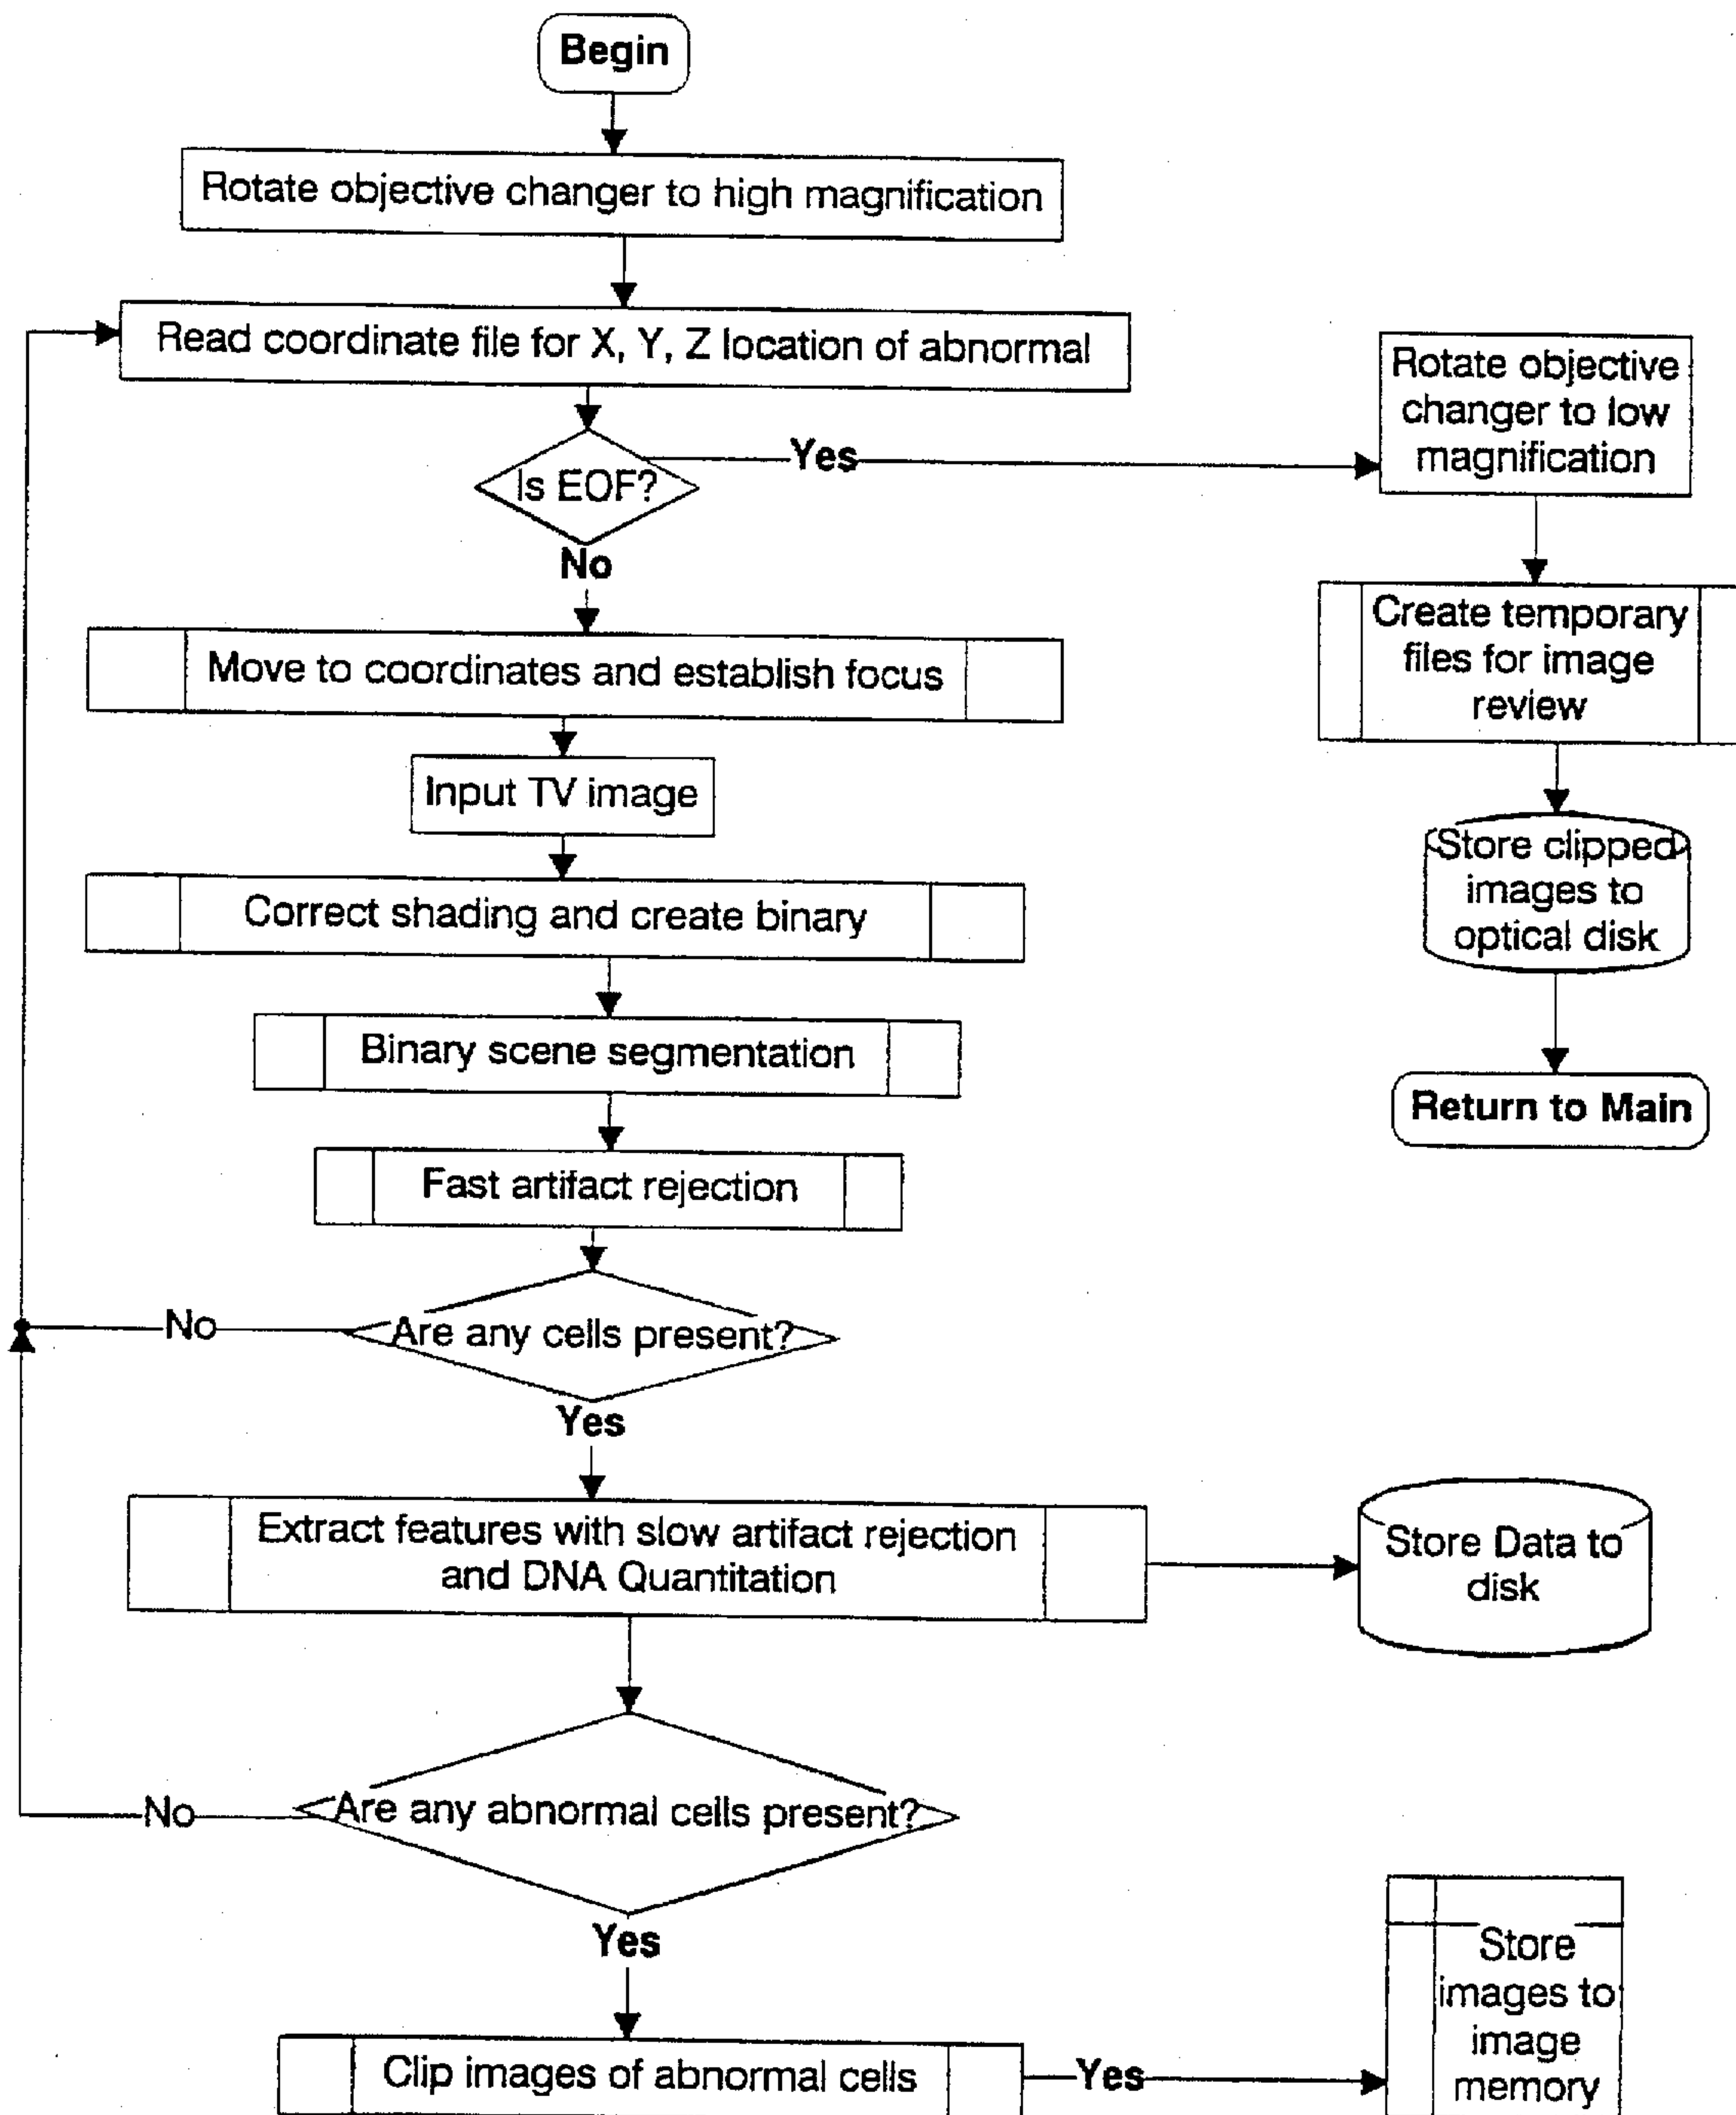 Begin
Rotate objective changer to high magnification
Read coordinate file for X, Y, Z location of abnormal
Is EOF?
Yes
No
Rotate objective
changer to low
magnification
Create temporary
files for image
review
Store clipped
images to
optical disk
Return to Main
Move to coordinates and establish focus
Input TV image
Correct shading and create binary
Binary scene segmentation
Fast artifact rejection
Are any cells present?
No
Yes
Extract features with slow artifact rejection
and DNA Quantitation
Store Data to
disk
Are any abnormal cells present?
No
Yes
Clip images of abnormal cells
Yes
Store
images to
image
memory